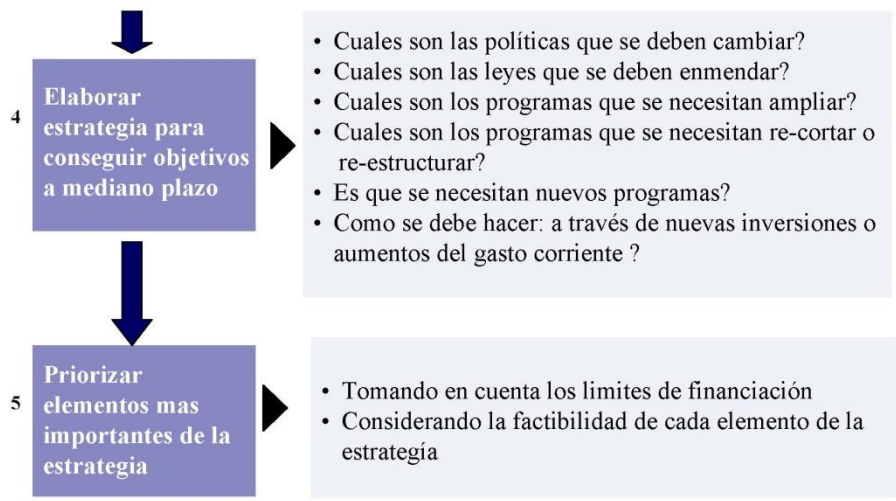 4
Elaborar
estrategia para
conseguir objetivos
a mediano plazo
• Cuales son las políticas que se deben cambiar?
• Cuales son las leyes que se deben enmendar?
• Cuales son los programas que se necesitan ampliar?
• Cuales son los programas que se necesitan re-cortar o
re-estructurar?
• Es que se necesitan nuevos programas?
• Como se debe hacer: a través de nuevas inversiones o
aumentos del gasto corriente ?
5
Priorizar
elementos mas
importantes de la
estrategia
• Tomando en cuenta los limites de financiación
• Considerando la factibilidad de cada elemento de la
estrategía